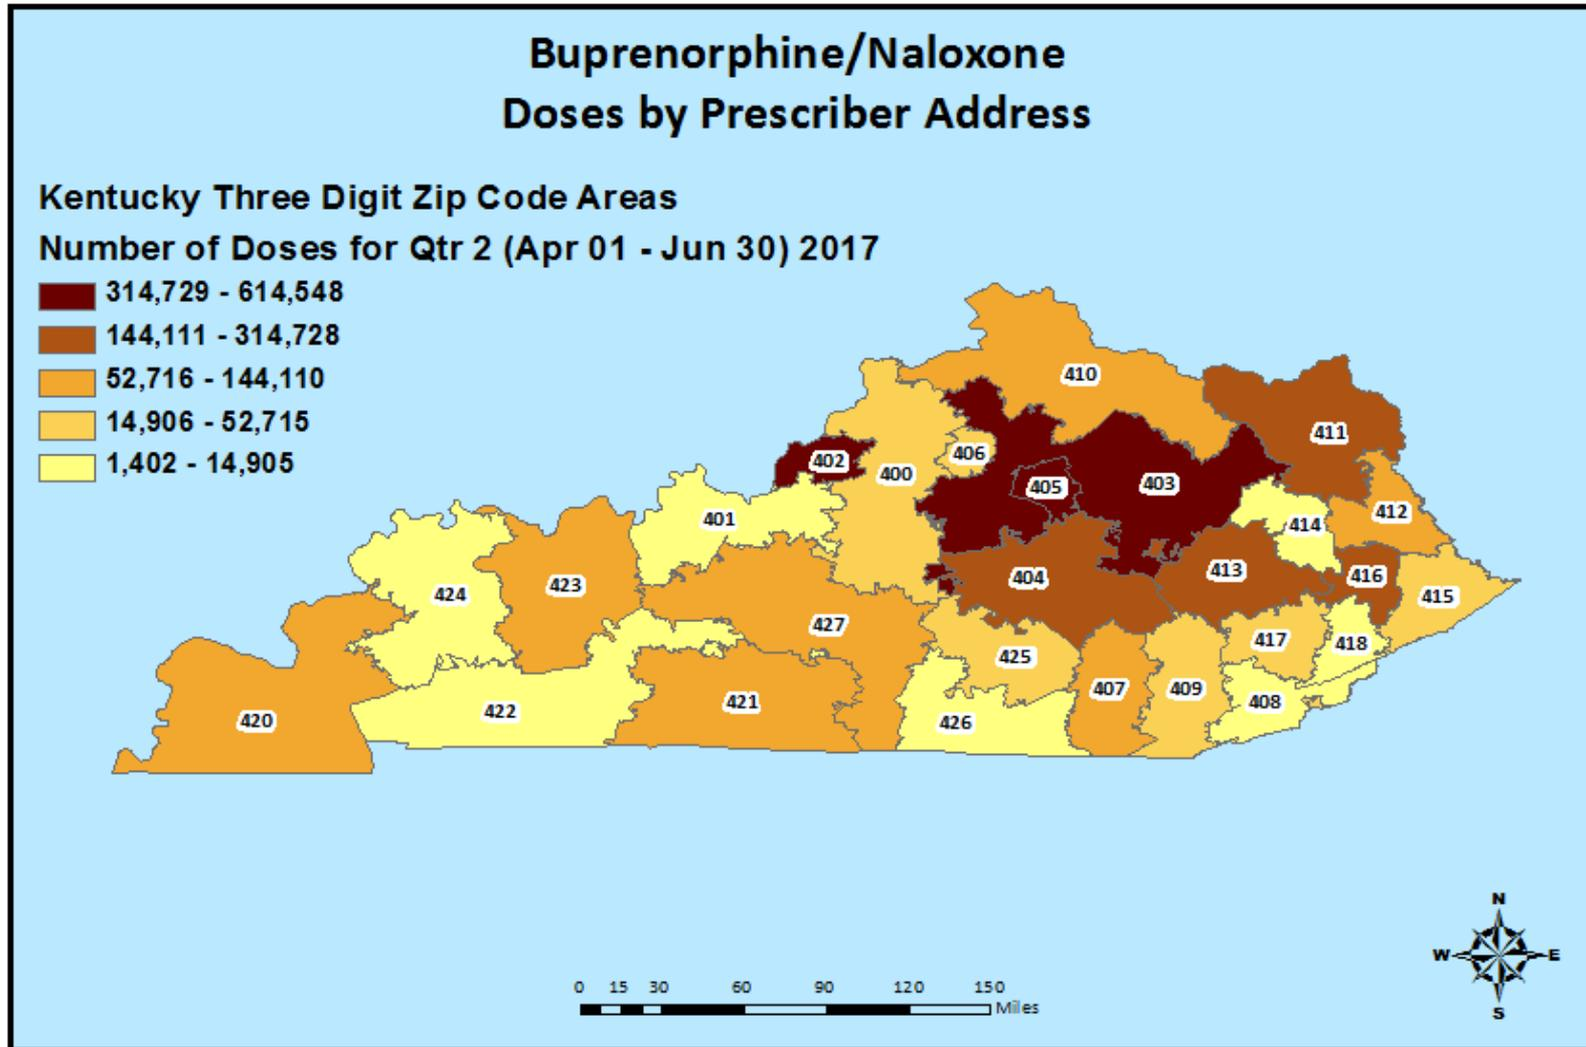 Buprenorphine/Naloxone
Doses by Prescriber Address
Kentucky Three Digit Zip Code Areas
Number of Doses for Qtr 2 (Apr 01 - Jun 30) 2017
314,729 - 614,548
144,111 - 314,728
52,716 - 144,110
14,906 - 52,715
1,402 - 14,905
410
411
406
402
400
405
403
412
401
414
404
413
416
423
424
415
427
417
418
425
407
409
408
421
422
426
420
N
W E
S
0 15 30 60 90 120 150
Miles